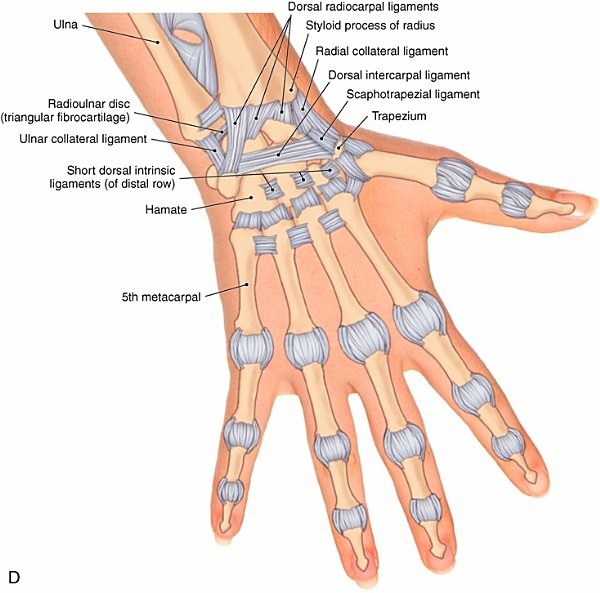 Dorsal radiocarpal ligaments
Ulna
Styloid process of radius
Radial collateral ligament
Dorsal intercarpal ligament
Scaphotrapezial ligament
Radioulnar disc
(triangular fibrocartilage)
Trapezium
Ulnar collateral ligament
Short dorsal intrinsic
ligaments (of distal row)
Hamate
5th metacarpal
D